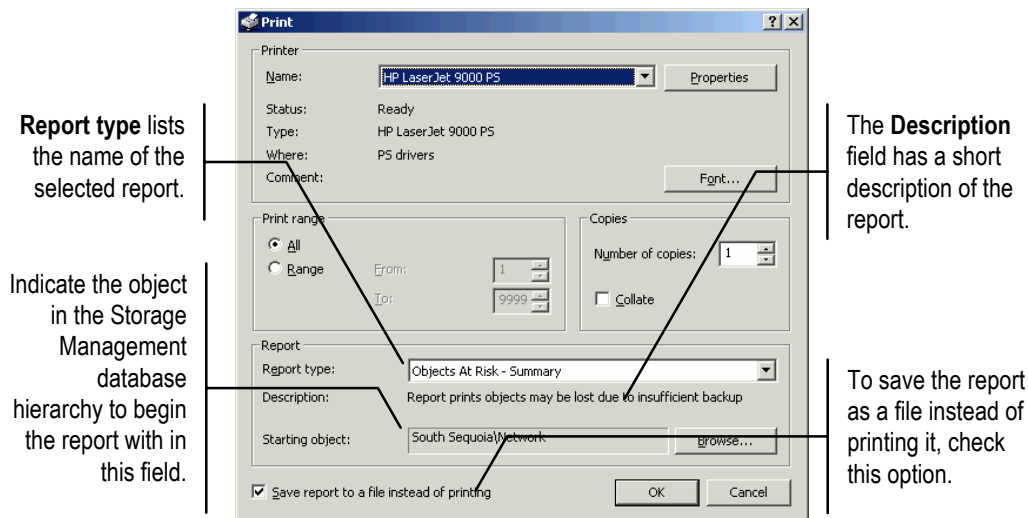 Print
Printer
Name:
HP LaserJet 9000 PS
Properties
Status:
Ready
Type:
HP LaserJet 9000 PS
Where:
PS drivers
Comment:
Font...
Print range
All
Range
From:
1
To:
9999
Copies
Number of copies:
1
Collate
Report
Report type:
Objects At Risk - Summary
Description:
Report prints objects may be lost due to insufficient backup
Starting object:
South Sequoia\Network
Browse...
Save report to a file instead of printing
OK
Cancel
Report type lists
the name of the
selected report.
Indicate the object
in the Storage
Management
database
hierarchy to begin
the report with in
this field.
The Description
field has a short
description of the
report.
To save the report
as a file instead of
printing it, check
this option.